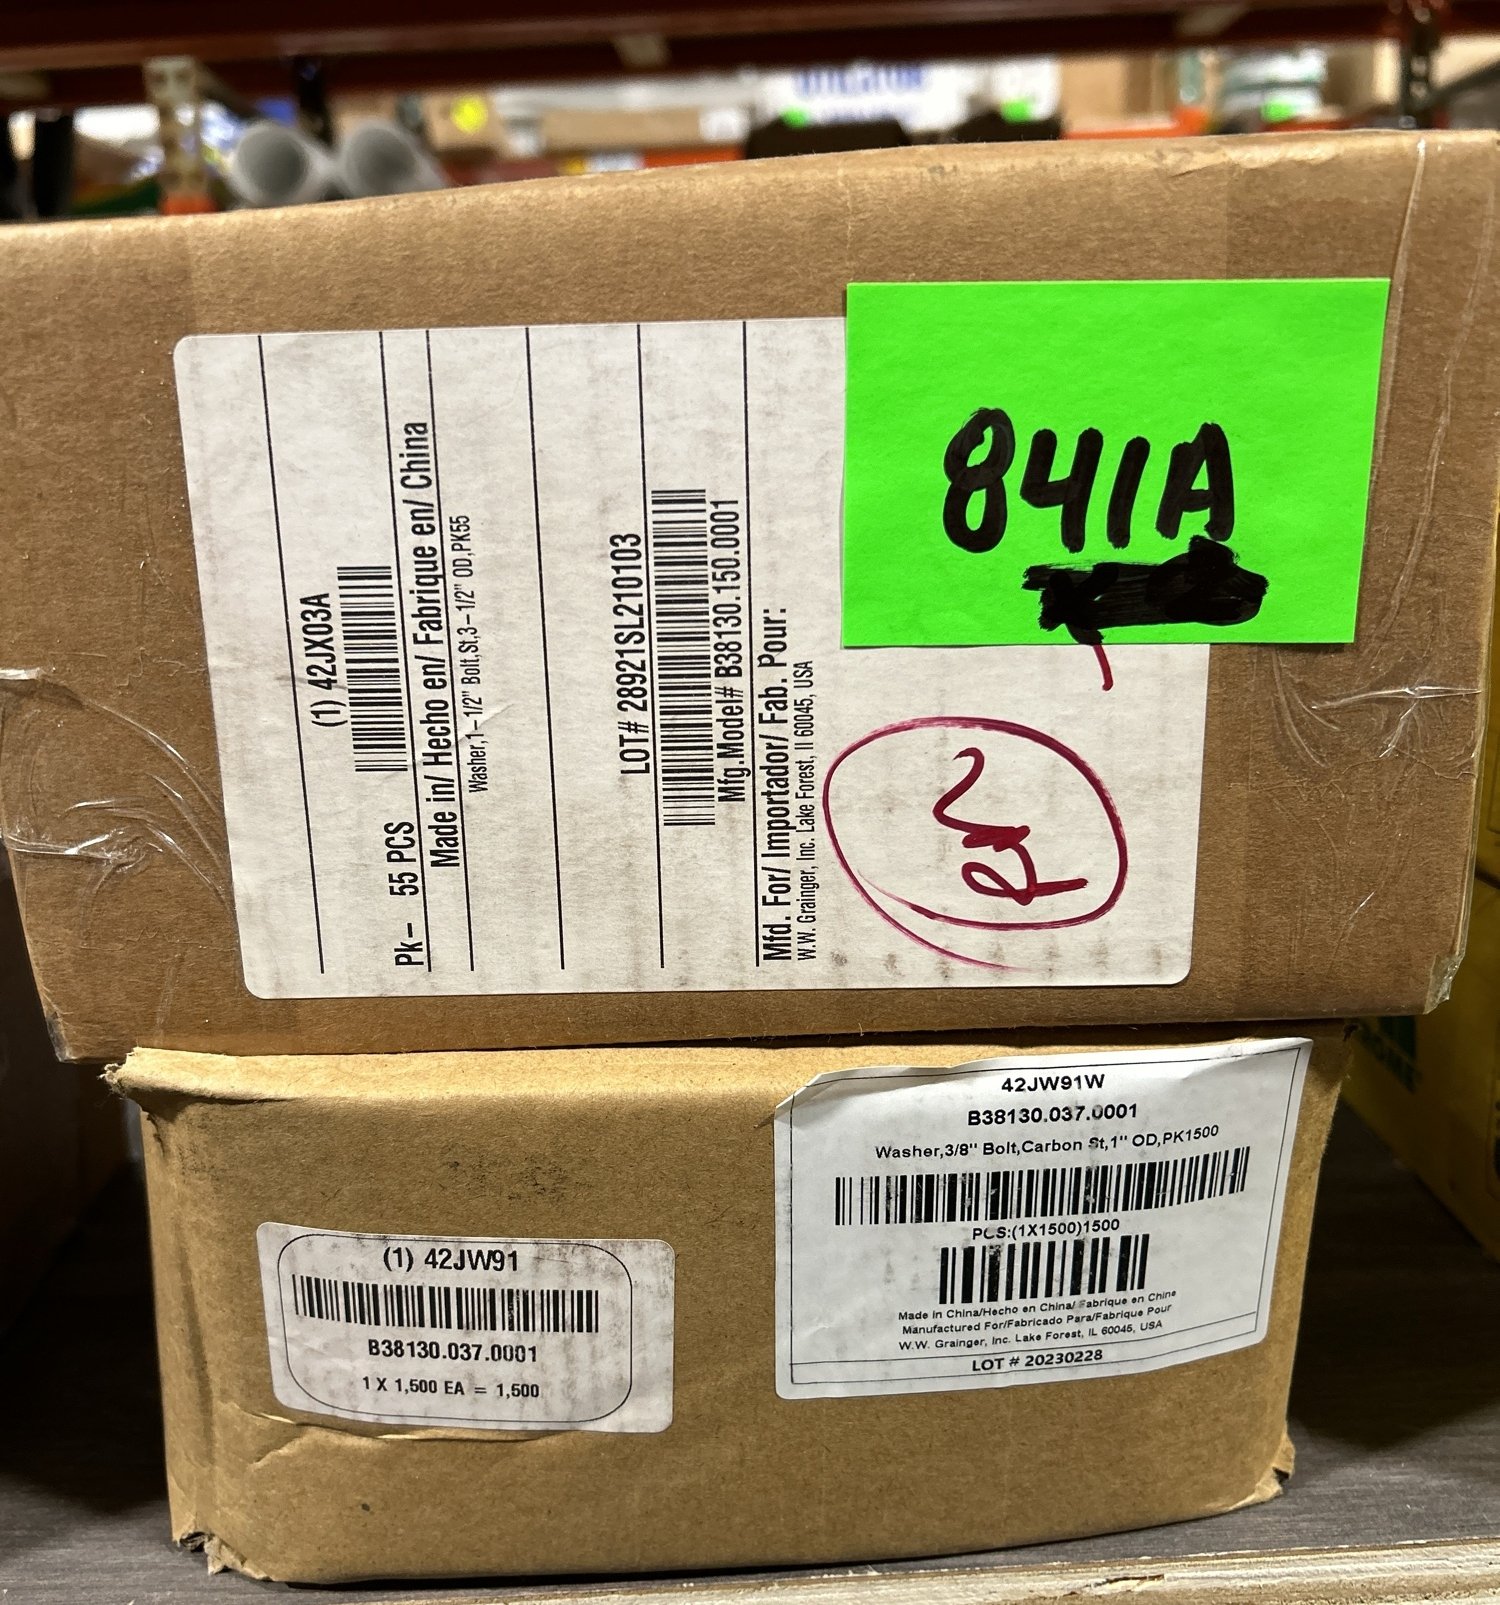 841A
(1) 42JX03A
Pk- 55 PCS
Made in/ Hecho en/ Fabrique en/ China
Washer,1-1/2" Bolt,St,3-1/2" OD,PK55
LOT# 28921SL210103
Mfg.Model# B38130.150.0001
Mfd. For/ Importador/ Fab. Pour:
W.W. Grainger, Inc. Lake Forest, Il 60045, USA
42JW91W
B38130.037.0001
Washer,3/8" Bolt,Carbon St,1" OD,PK1500
PCS:(1X1500)1500
Made in China/Hecho en China/ Fabrique en Chine
Manufactured For/Fabricado Para/Fabrique Pour
W.W. Grainger, Inc. Lake Forest, IL 60045, USA
LOT # 20230228
(1) 42JW91
B38130.037.0001
1 X 1,500 EA = 1,500